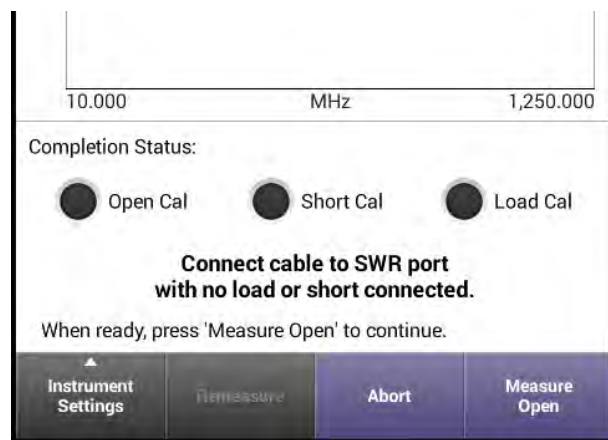 10.000 MHz 1,250.000
Completion Status:
Open Cal Short Cal Load Cal
Connect cable to SWR port
with no load or short connected.
When ready, press 'Measure Open' to continue.
Instrument
Settings
Remeasure
Abort
Measure
Open